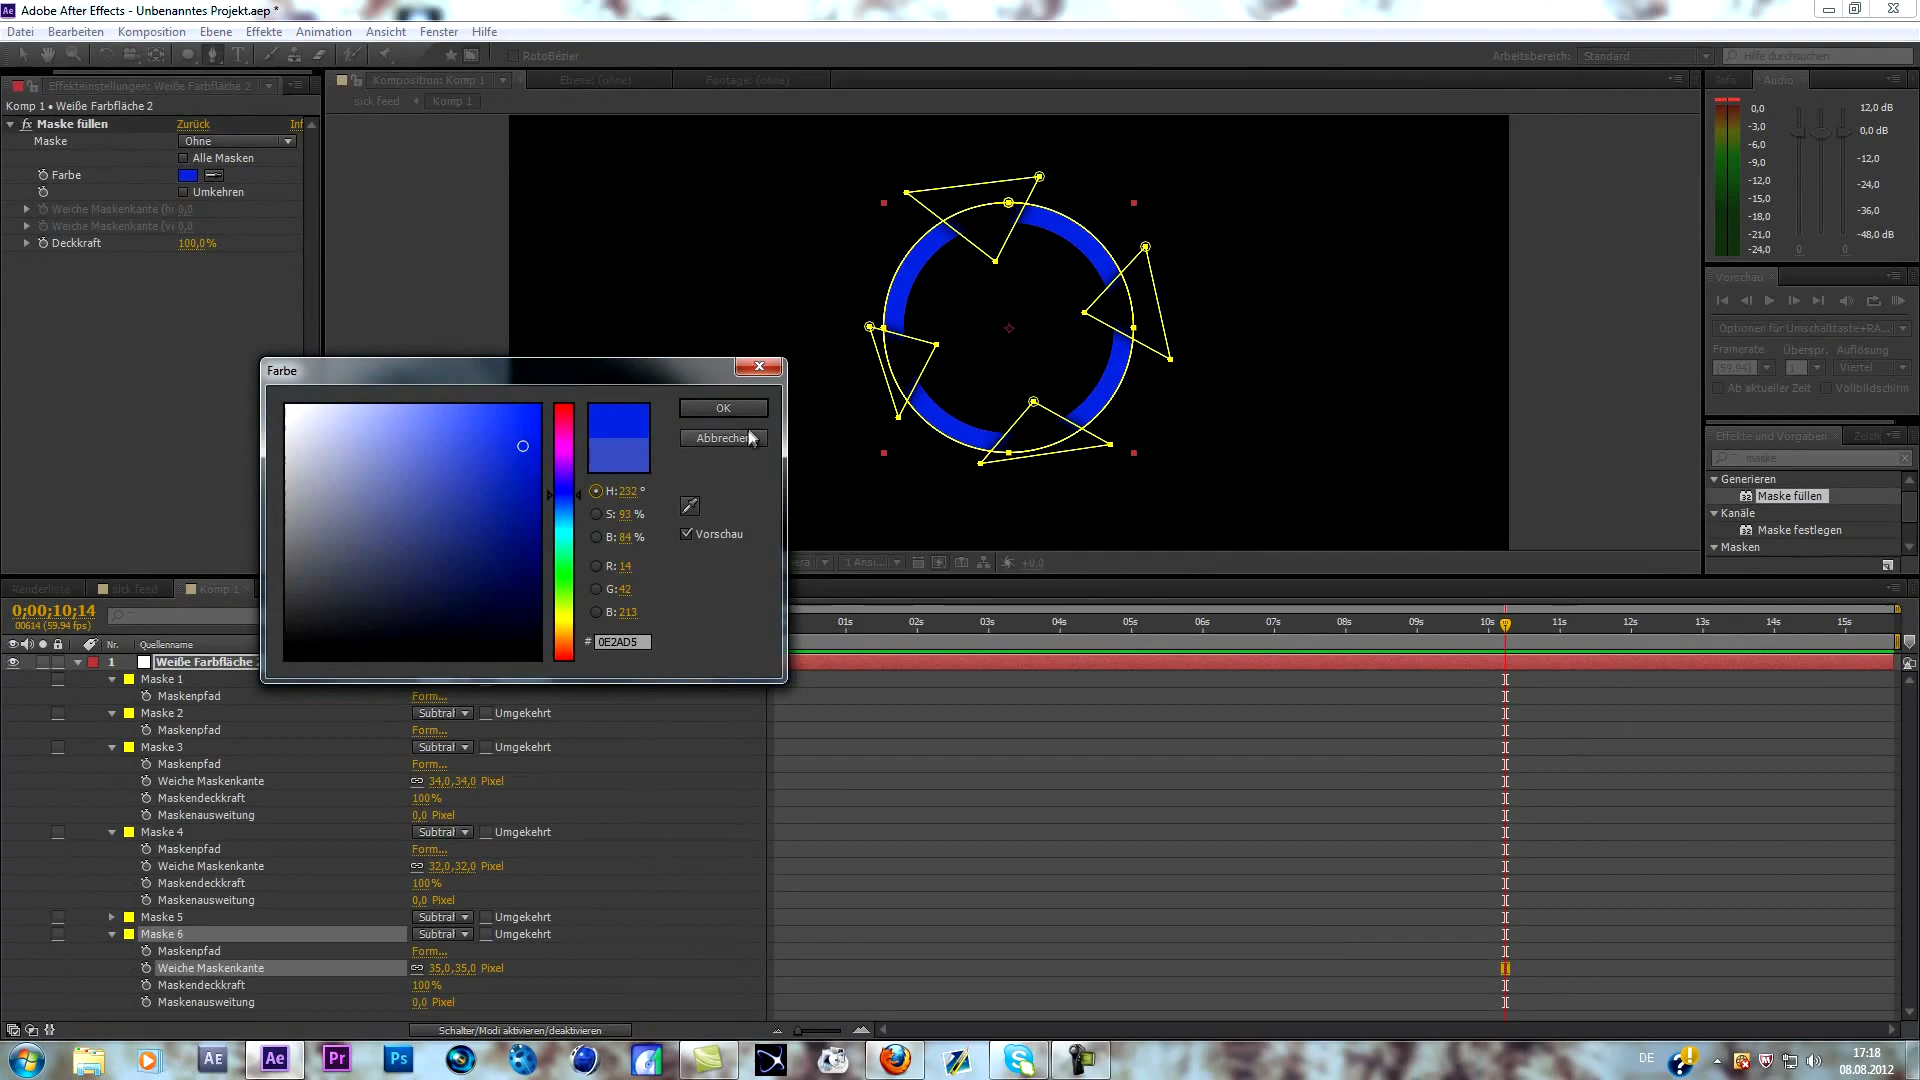 Adobe After Effects - Unbenanntes Projekt.aep *
Datei Bearbeiten Komposition Ebene Effekte Animation Ansicht Fenster Hilfe
RotoBézier
Arbeitsbereich: Standard
Hilfe durchsuchen
Effekteinstellungen: Weiße Farbfläche 2
Komposition: Komp 1
Ebene: (ohne)
Footage: (ohne)
Info
Audio
Komp 1 • Weiße Farbfläche 2
sick feed
Komp 1
fx Maske füllen Zurück Inf
Maske Ohne
Alle Masken
Farbe
Umkehren
Weiche Maskenkante (h 0,0
Weiche Maskenkante (v 0,0
Deckkraft 100,0%
0,0 12,0 dB
-3,0 0,0 dB
-6,0
-9,0 -12,0
-12,0 -24,0
-15,0
-18,0 -36,0
-21,0 -48,0 dB
-24,0 0 0
Vorschau
Optionen für Umschalttaste+RA...
Framerate Überspr, Auflösung
(59,94) 1 Viertel
Ab aktueller Zeit Vollbildschirm
Effekte und Vorgaben
Zeich
maske
Generieren
Maske füllen
Kanäle
Maske festlegen
Masken
Farbe
OK
Abbrechen
H: 232 °
S: 93 %
B: 84 %
Vorschau
R: 14
G: 42
B: 213
# 0E2AD5
1 Ansi...
+0,0
Renderliste sick feed Komp 1
0;00;10;14
00614 (59.94 fps)
Nr. Quellenname
01s 02s 03s 04s 05s 06s 07s 08s 09s 10s 11s 12s 13s 14s 15s
1 Weiße Farbfläche 2
Maske 1
Maskenpfad Form...
Maske 2 Subtral Umgekehrt
Maskenpfad Form...
Maske 3 Subtral Umgekehrt
Maskenpfad Form...
Weiche Maskenkante 34,0,34,0 Pixel
Maskendeckkraft 100%
Maskenausweitung 0,0 Pixel
Maske 4 Subtral Umgekehrt
Maskenpfad Form...
Weiche Maskenkante 32,0,32,0 Pixel
Maskendeckkraft 100%
Maskenausweitung 0,0 Pixel
Maske 5 Subtral Umgekehrt
Maske 6 Subtral Umgekehrt
Maskenpfad Form...
Weiche Maskenkante 35,0,35,0 Pixel
Maskendeckkraft 100%
Maskenausweitung 0,0 Pixel
Schalter/Modi aktivieren/deaktivieren
AE Ae Pr Ps
DE
17:18
08.08.2012